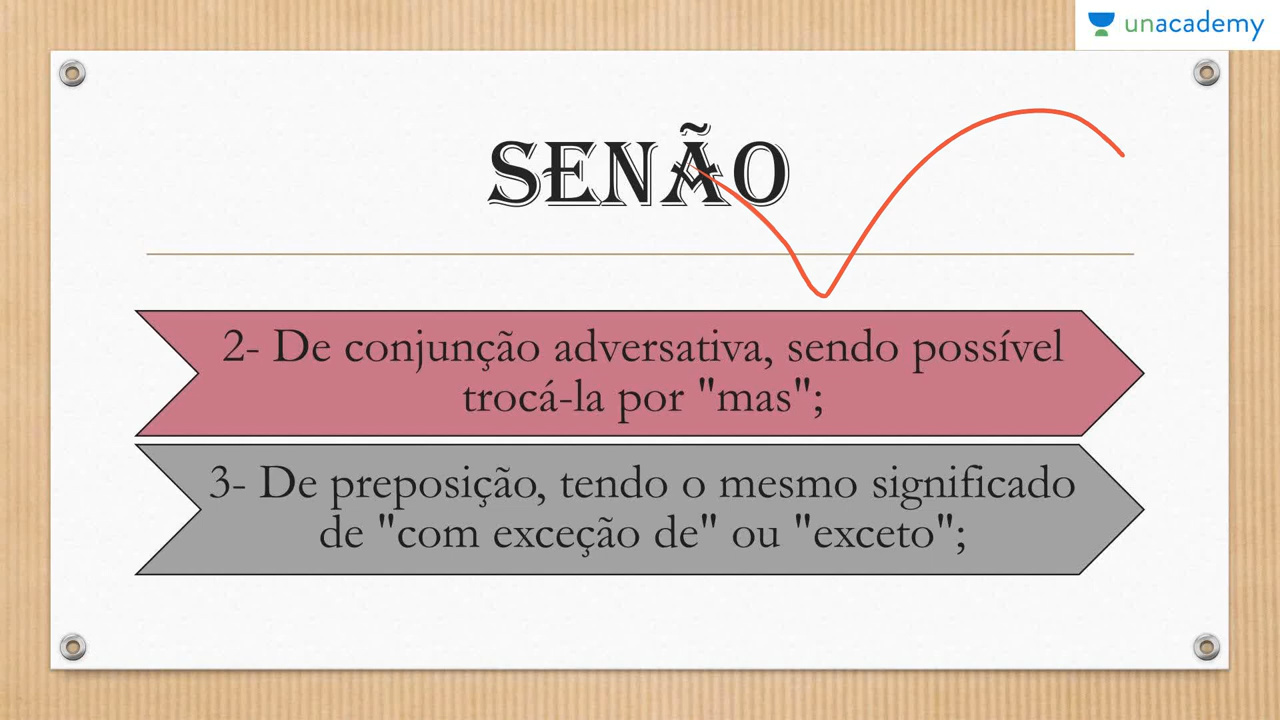 unacademy
SENÃO
2- De conjunção adversativa, sendo possível
trocá-la por "mas";
3- De preposição, tendo o mesmo significado
de "com exceção de" ou "exceto";